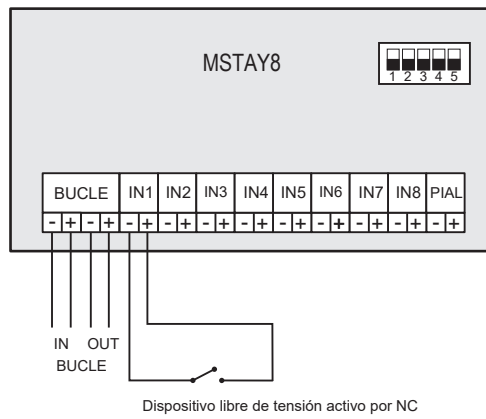 MSTAY8
1 2 3 4 5
BUCLE IN1 IN2 IN3 IN4 IN5 IN6 IN7 IN8 PIAL
- + - + - + - + - + - + - + - + - + - + - +
IN OUT
BUCLE
Dispositivo libre de tensión activo por NC